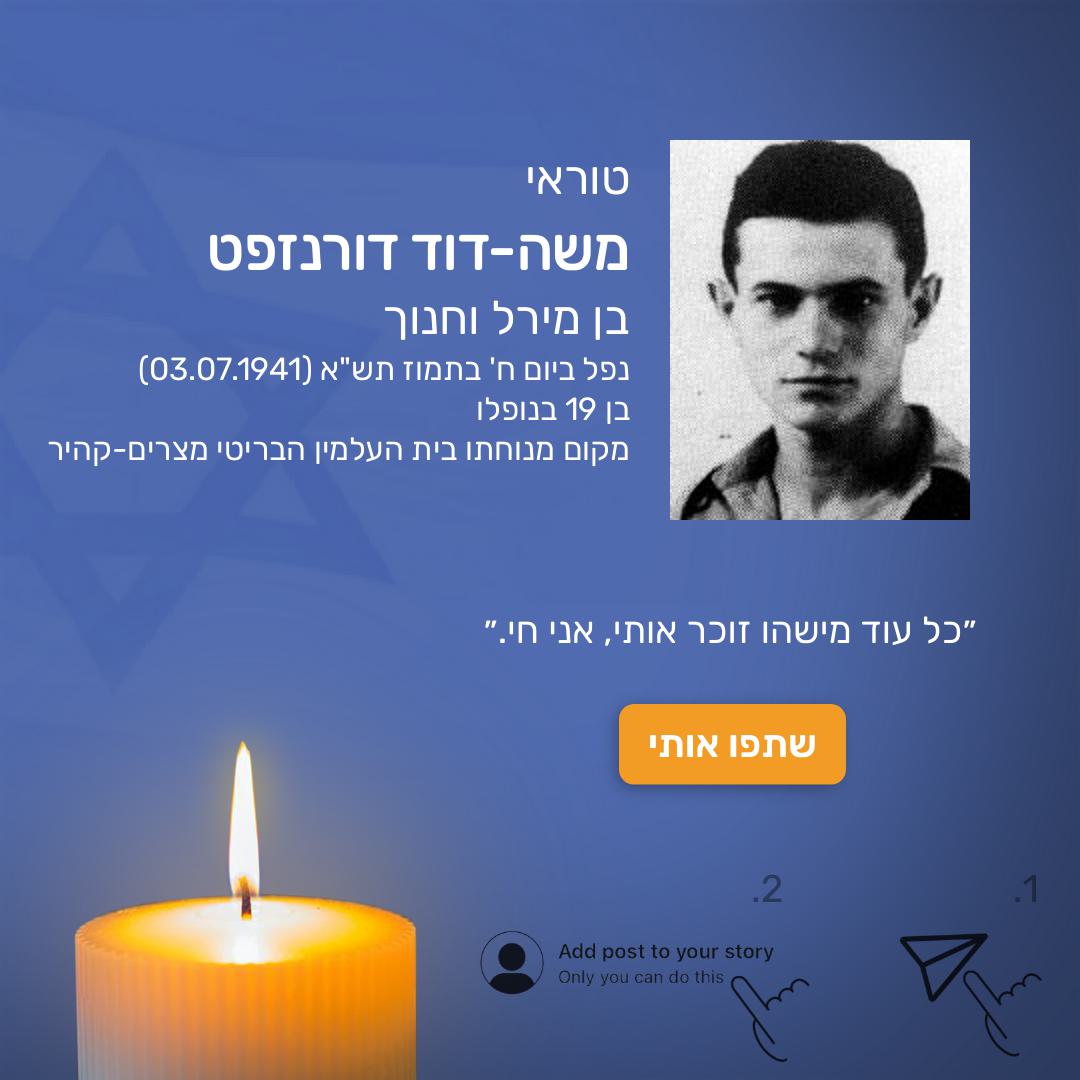 טוראי
משה-דוד דורנזפט
בן מירל וחנוך
נפל ביום ח' בתמוז תש"א (03.07.1941)
בן 19 בנופלו
מקום מנוחתו בית העלמין הבריטי מצרים-קהיר
״כל עוד מישהו זוכר אותי, אני חי.״
שתפו אותי
1.
2.
Add post to your story
Only you can do this